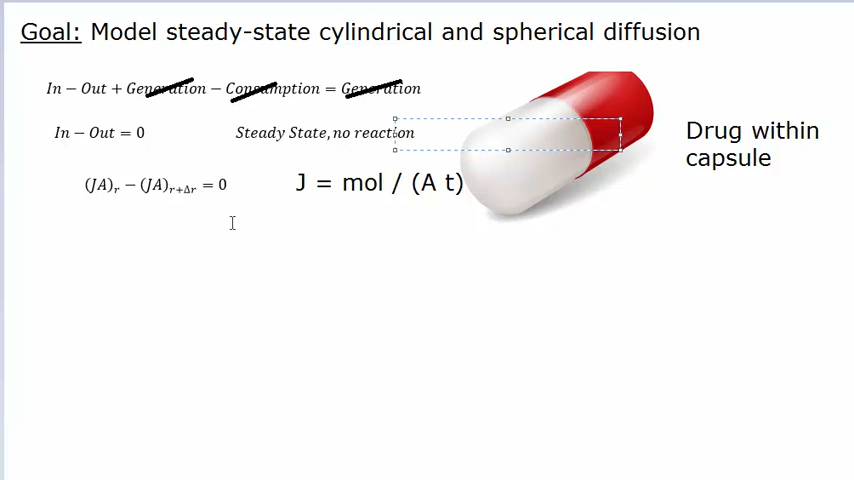 Goal: Model steady-state cylindrical and spherical diffusion
In − Out + Generation − Consumption = Generation
In − Out = 0 Steady State, no reaction
Drug within
capsule
(JA)ᵣ − (JA)ᵣ₊Δᵣ = 0 J = mol / (A t)